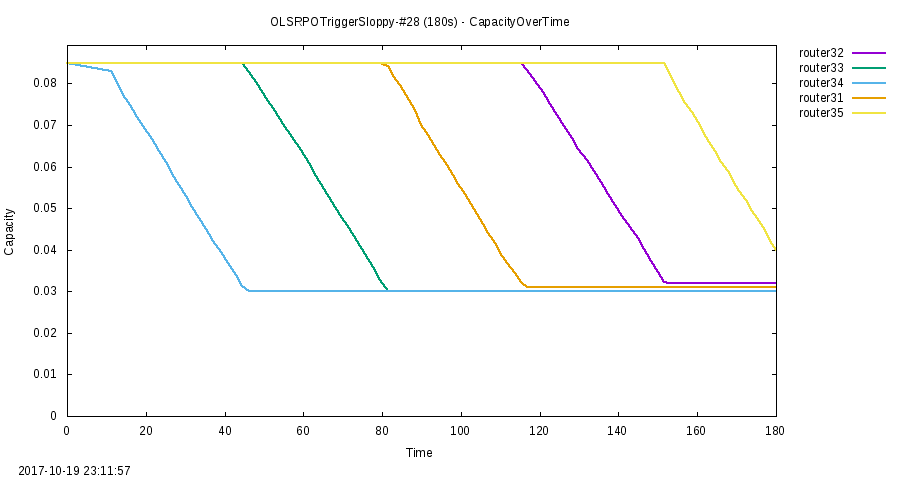 OLSRPOTriggerSloppy-#28 (180s) - CapacityOverTime
router32
router33
router34
router31
router35
0.08
0.07
0.06
0.05
0.04
0.03
0.02
0.01
0
Capacity
0 20 40 60 80 100 120 140 160 180
Time
2017-10-19 23:11:57